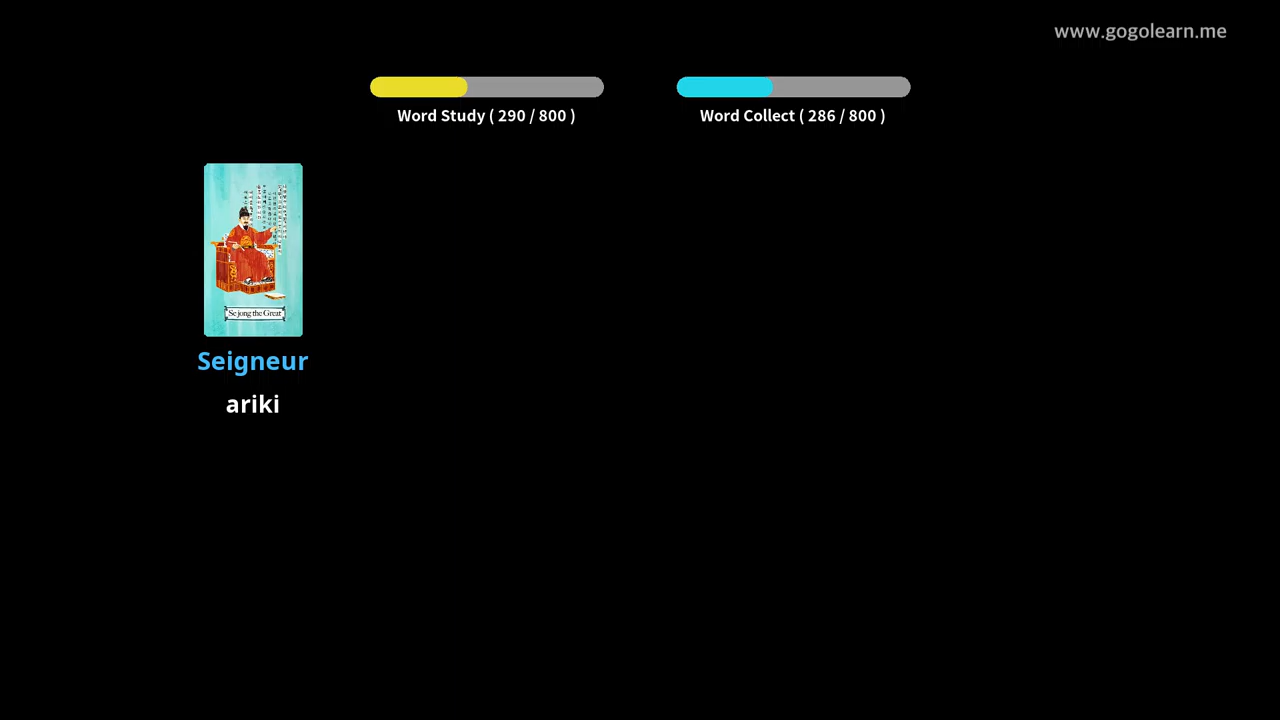 www.gogolearn.me
Word Study ( 290 / 800 )
Word Collect ( 286 / 800 )
Sejong the Great
Seigneur
ariki